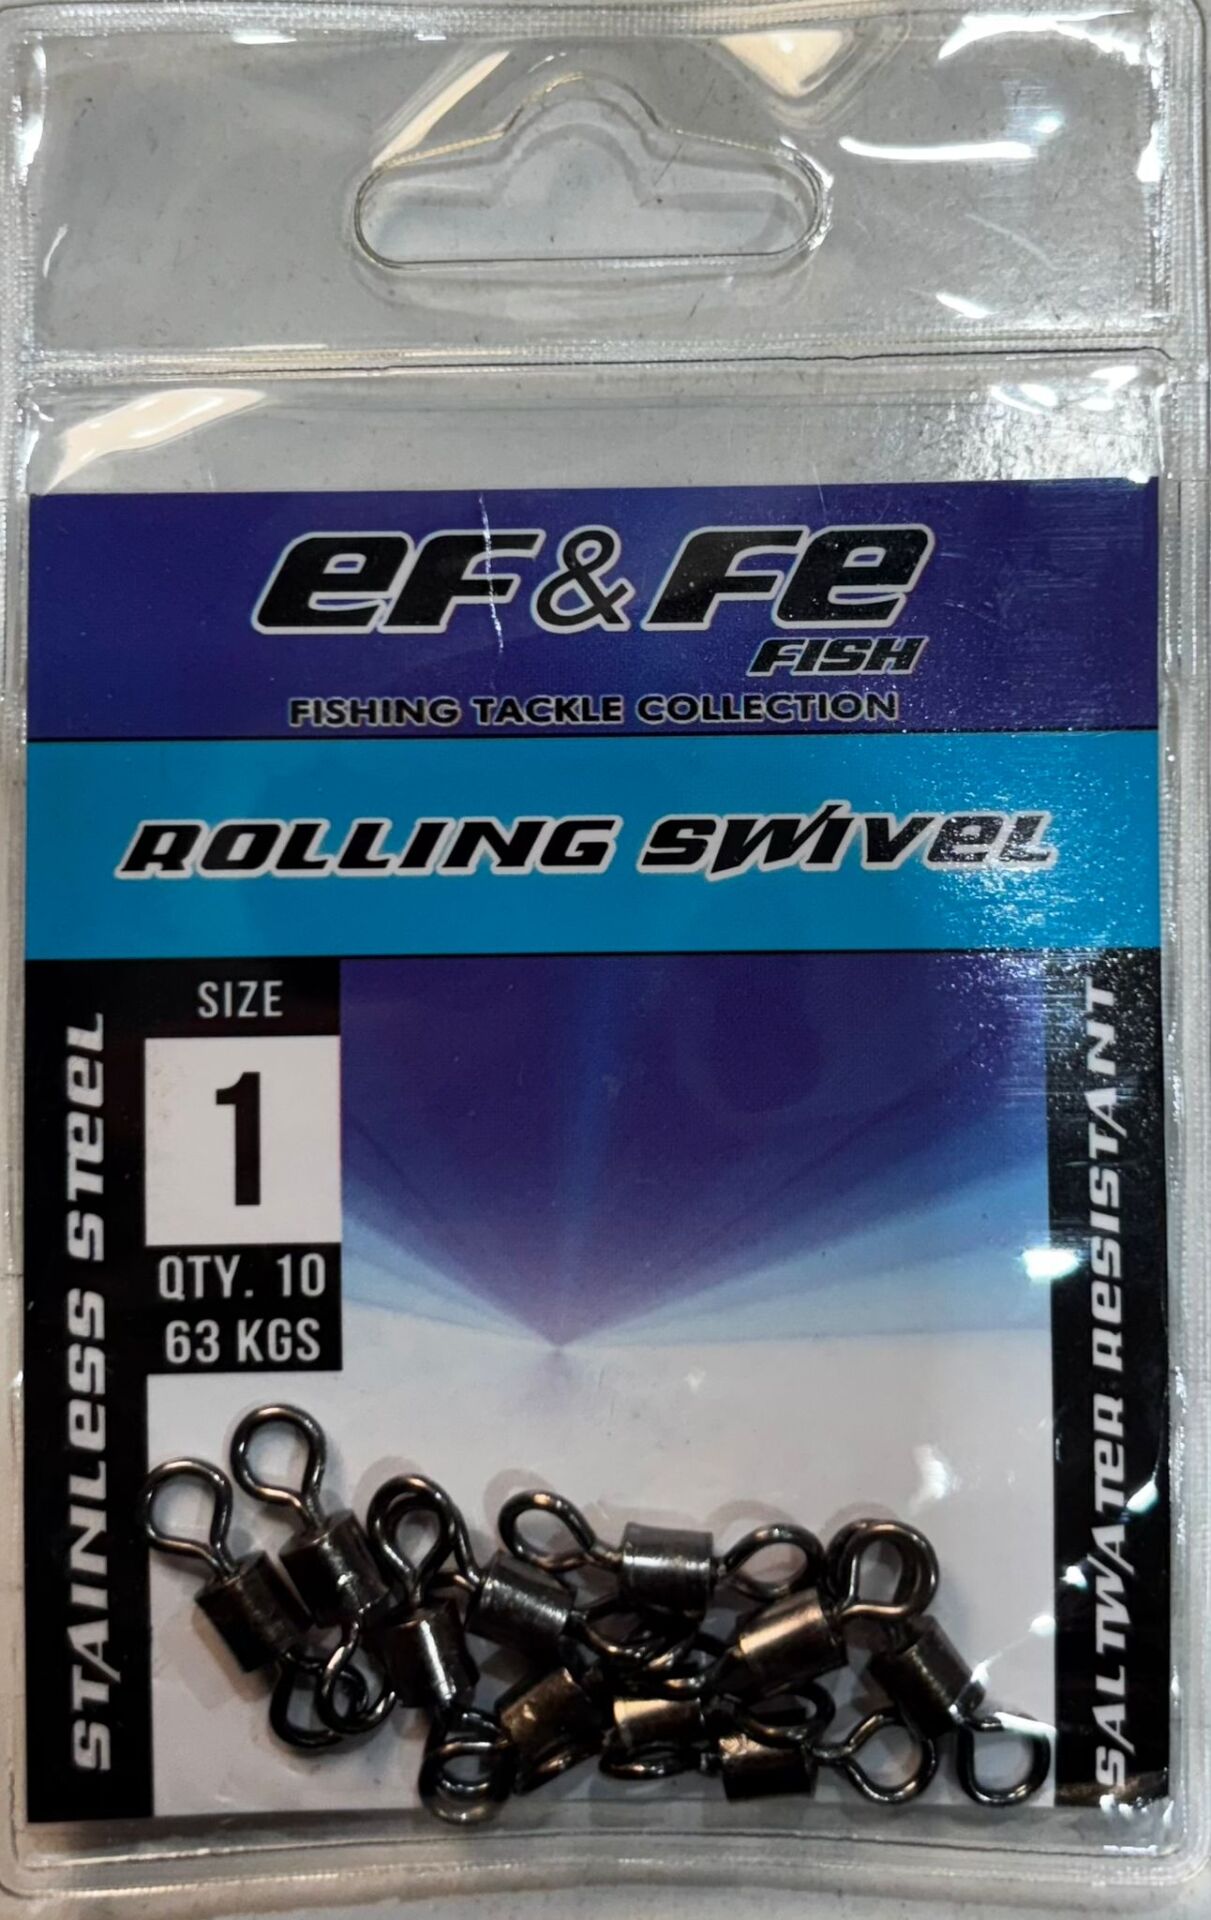 eF&Fe
FISH
FISHING TACKLE COLLECTION
ROLLING SWIVEL
SIZE
1
QTY. 10
63 KGS
STAINLESS STEEL
SALTWATER RESISTANT